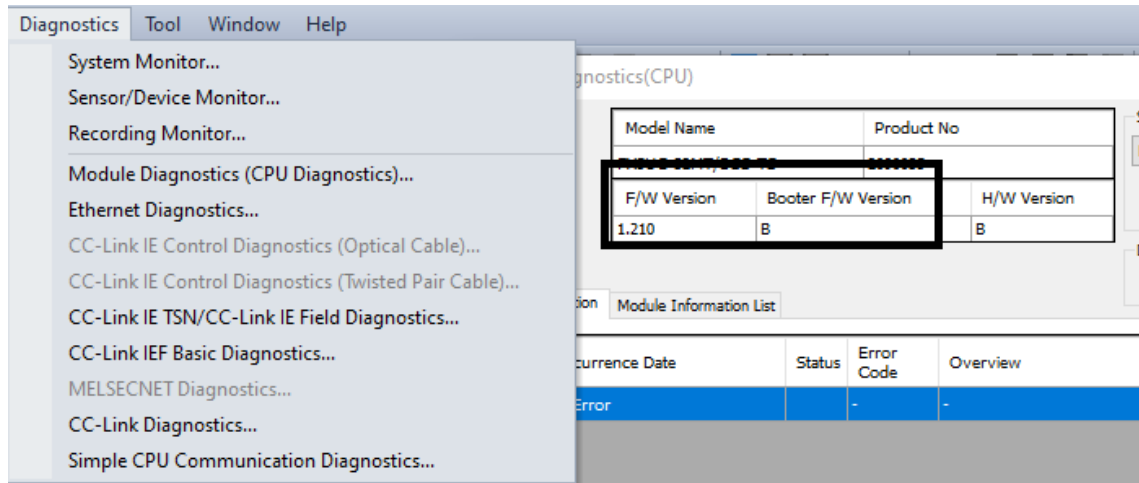 Diagnostics Tool Window Help
System Monitor...
Sensor/Device Monitor...
Recording Monitor...
Module Diagnostics (CPU Diagnostics)...
Ethernet Diagnostics...
CC-Link IE Control Diagnostics (Optical Cable)...
CC-Link IE Control Diagnostics (Twisted Pair Cable)...
CC-Link IE TSN/CC-Link IE Field Diagnostics...
CC-Link IEF Basic Diagnostics...
MELSECNET Diagnostics...
CC-Link Diagnostics...
Simple CPU Communication Diagnostics...
gnostics(CPU)
Model Name Product No
F/W Version Booter F/W Version H/W Version
1.210 B B
Module Information List
currence Date Status Error Code Overview
Error - -